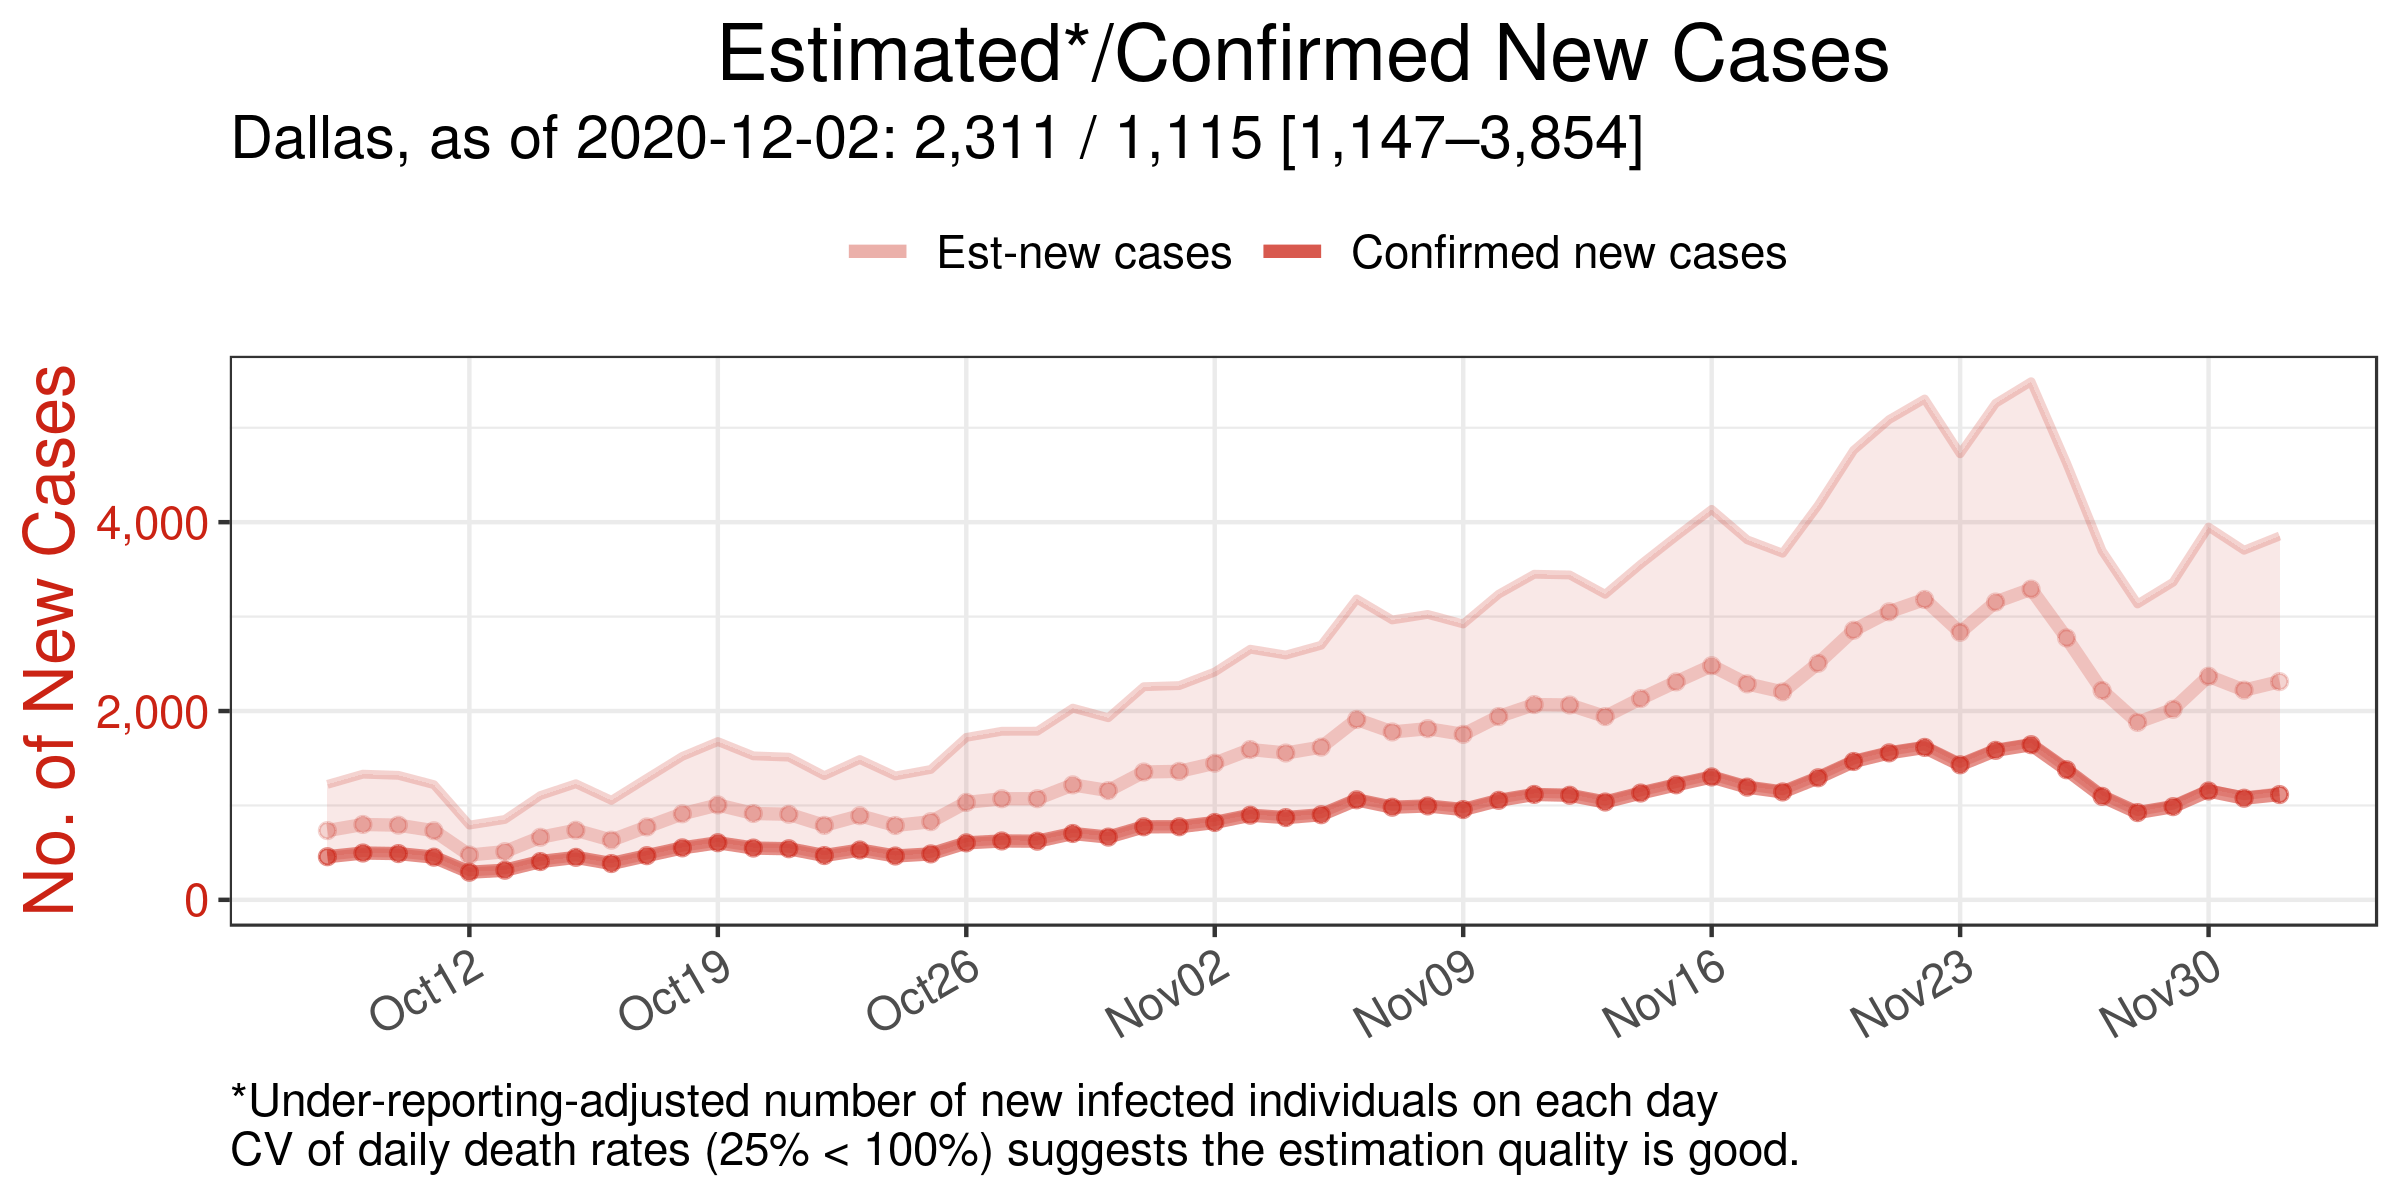 Estimated*/Confirmed New Cases
Dallas, as of 2020-12-02: 2,311 / 1,115 [1,147–3,854]
Est-new cases
Confirmed new cases
No. of New Cases
4,000
2,000
0
Oct12
Oct19
Oct26
Nov02
Nov09
Nov16
Nov23
Nov30
*Under-reporting-adjusted number of new infected individuals on each day
CV of daily death rates (25% < 100%) suggests the estimation quality is good.